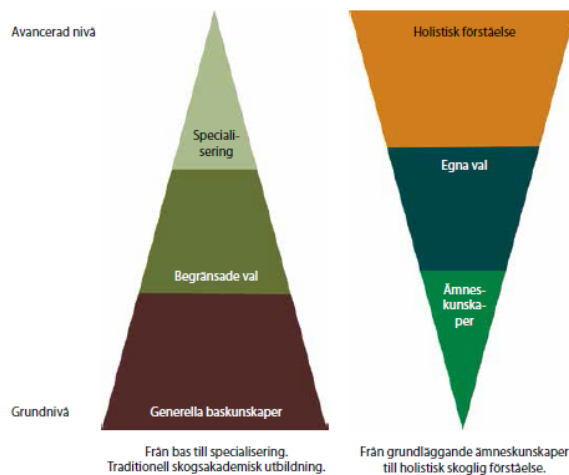 Avancerad nivå
Holistisk förståelse
Speciali-
sering
Egna val
Begränsade val
Ämnes-
kunska-
per
Grundnivå
Generella baskunskaper
Från bas till specialisering.
Traditionell skogsakademisk utbildning.
Från grundläggande ämneskunskaper
till holistisk skoglig förståelse.